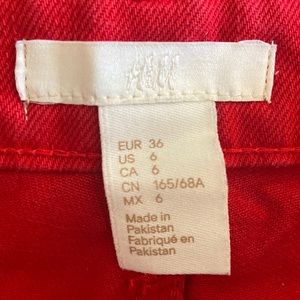 H&M
EUR 36
US 6
CA 6
CN 165/68A
MX 6
Made in
Pakistan
Fabriqué en
Pakistan